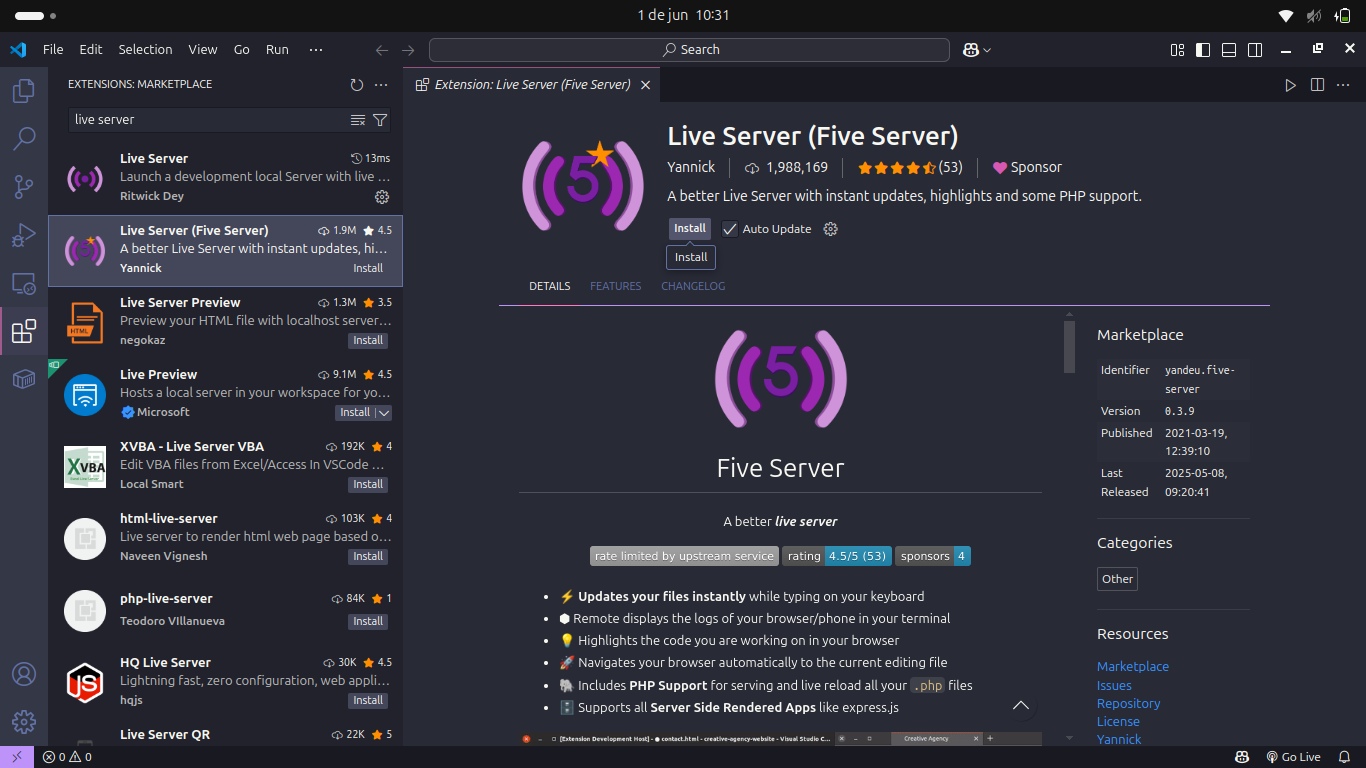 1 de jun 10:31
File Edit Selection View Go Run ···
Search
EXTENSIONS: MARKETPLACE
live server
Live Server 13ms
Launch a development local Server with live ...
Ritwick Dey
Live Server (Five Server) 1.9M 4.5
A better Live Server with instant updates, hi...
Yannick Install
Live Server Preview 1.3M 3.5
Preview your HTML file with localhost server...
negokaz Install
HTML
Live Preview 9.1M 4.5
Hosts a local server in your workspace for yo...
Microsoft Install
XVBA - Live Server VBA 192K 4
Edit VBA files from Excel/Access In VSCode ...
Local Smart Install
XVBA
html-live-server 103K 4
Live server to render html web page based o...
Naveen Vignesh Install
php-live-server 84K 1
Teodoro VIllanueva Install
HQ Live Server 30K 4.5
Lightning fast, zero configuration, web appli...
hqjs Install
JS
Live Server QR 22K 5
Extension: Live Server (Five Server)
5
Live Server (Five Server)
Yannick 1,988,169 (53) Sponsor
A better Live Server with instant updates, highlights and some PHP support.
Install Auto Update
Install
DETAILS FEATURES CHANGELOG
5
Five Server
A better live server
rate limited by upstream service rating 4.5/5 (53) sponsors 4
• ⚡ Updates your files instantly while typing on your keyboard
• Remote displays the logs of your browser/phone in your terminal
• 💡 Highlights the code you are working on in your browser
• 🚀 Navigates your browser automatically to the current editing file
• 🐘 Includes PHP Support for serving and live reload all your .php files
• 🗄️ Supports all Server Side Rendered Apps like express.js
[Extension Development Host] - ● contact.html - creative-agency-website - Visual Studio C... Creative Agency
Marketplace
Identifier yandeu.five-
server
Version 0.3.9
Published 2021-03-19,
12:39:10
Last 2025-05-08,
Released 09:20:41
Categories
Other
Resources
Marketplace
Issues
Repository
License
Yannick
0 0
Go Live